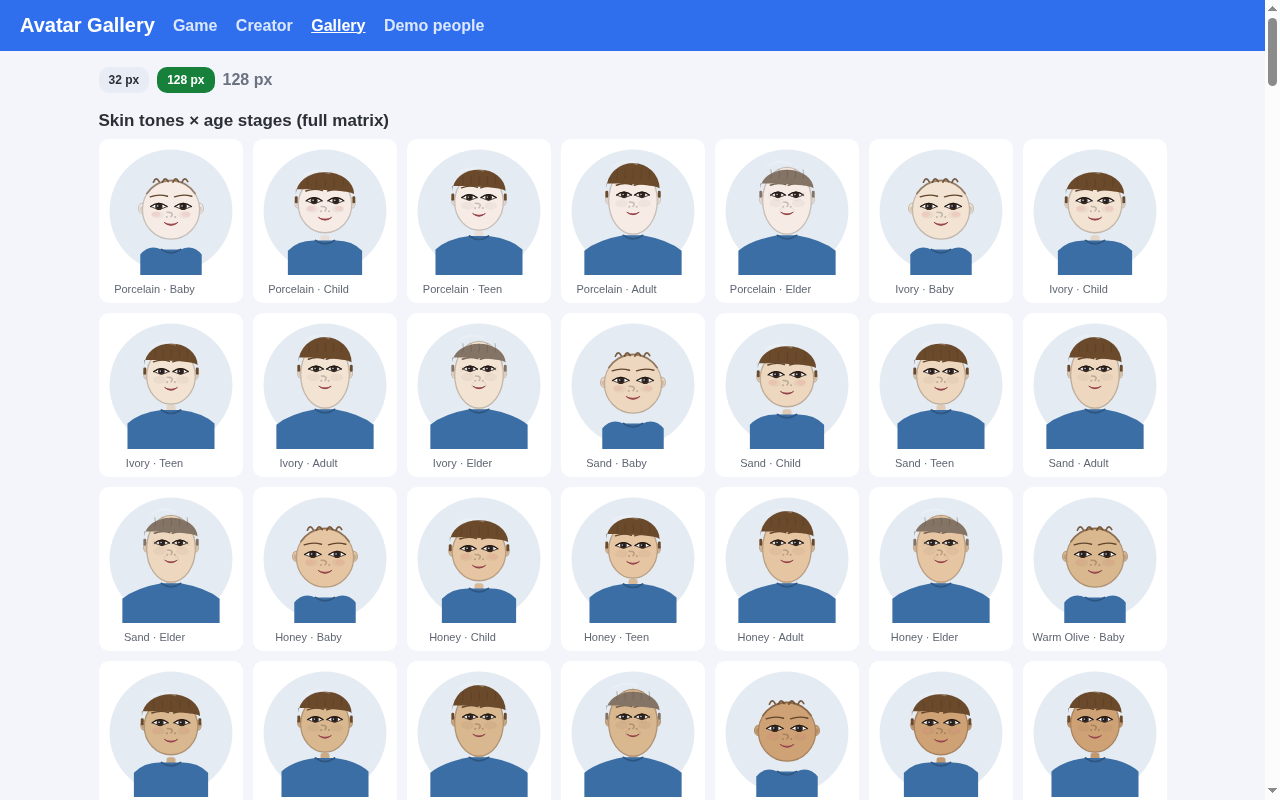 Avatar Gallery Game Creator Gallery Demo people
32 px 128 px 128 px
Skin tones × age stages (full matrix)
Porcelain · Baby Porcelain · Child Porcelain · Teen Porcelain · Adult Porcelain · Elder Ivory · Baby Ivory · Child
Ivory · Teen Ivory · Adult Ivory · Elder Sand · Baby Sand · Child Sand · Teen Sand · Adult
Sand · Elder Honey · Baby Honey · Child Honey · Teen Honey · Adult Honey · Elder Warm Olive · Baby